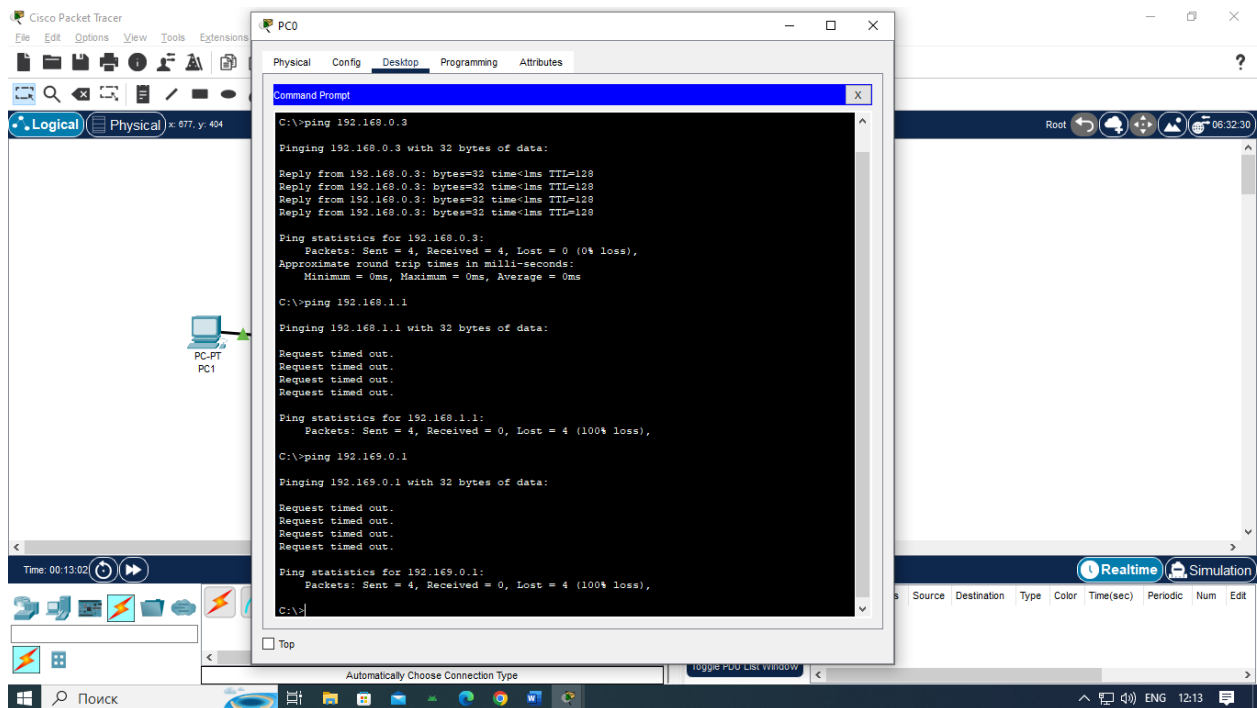 Cisco Packet Tracer
File Edit Options View Tools Extensions
?
Logical Physical x: 677, y: 404
Root 06:32:30
PC-PT
PC1
PC0
Physical Config Desktop Programming Attributes
Command Prompt X
C:\>ping 192.168.0.3
Pinging 192.168.0.3 with 32 bytes of data:
Reply from 192.168.0.3: bytes=32 time<1ms TTL=128
Reply from 192.168.0.3: bytes=32 time<1ms TTL=128
Reply from 192.168.0.3: bytes=32 time<1ms TTL=128
Reply from 192.168.0.3: bytes=32 time<1ms TTL=128
Ping statistics for 192.168.0.3:
Packets: Sent = 4, Received = 4, Lost = 0 (0% loss),
Approximate round trip times in milli-seconds:
Minimum = 0ms, Maximum = 0ms, Average = 0ms
C:\>ping 192.168.1.1
Pinging 192.168.1.1 with 32 bytes of data:
Request timed out.
Request timed out.
Request timed out.
Request timed out.
Ping statistics for 192.168.1.1:
Packets: Sent = 4, Received = 0, Lost = 4 (100% loss),
C:\>ping 192.169.0.1
Pinging 192.169.0.1 with 32 bytes of data:
Request timed out.
Request timed out.
Request timed out.
Request timed out.
Ping statistics for 192.169.0.1:
Packets: Sent = 4, Received = 0, Lost = 4 (100% loss),
C:\>
Top
Time: 00:13:02
Realtime Simulation
s Source Destination Type Color Time(sec) Periodic Num Edit
Toggle PDU List Window
Automatically Choose Connection Type
Поиск
ENG 12:13